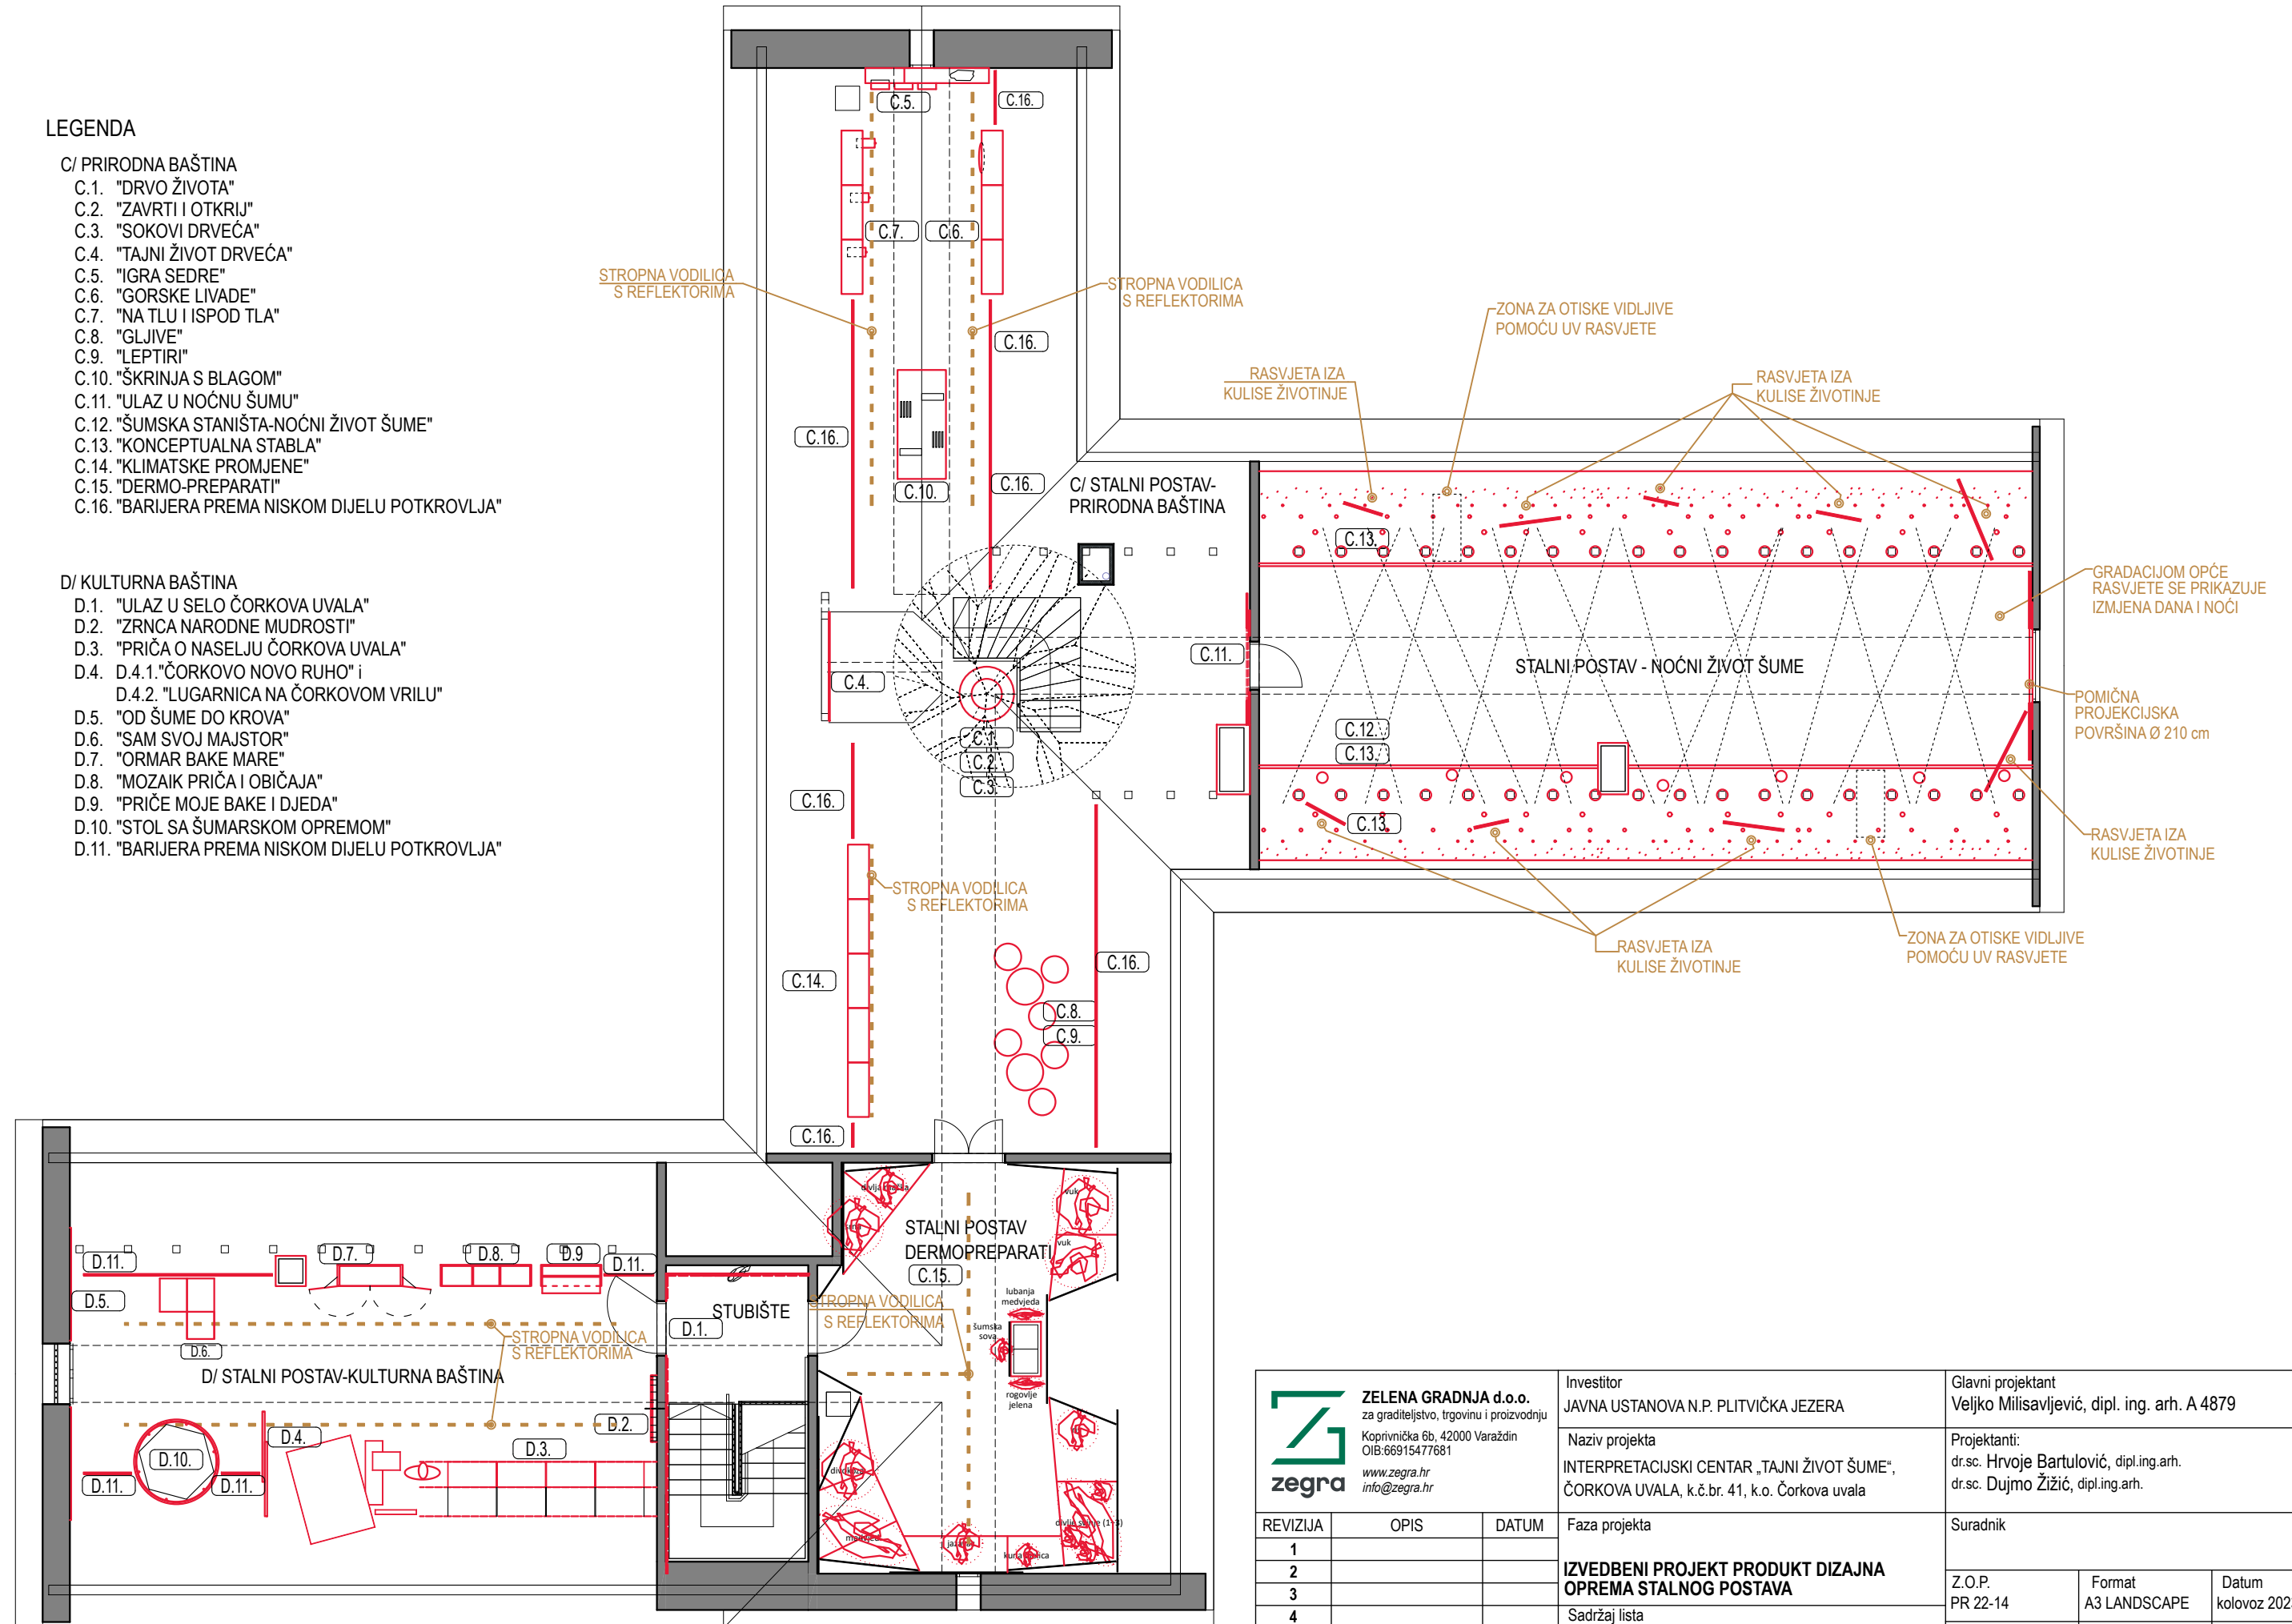 LEGENDA
C/ PRIRODNA BAŠTINA
C.1. "DRVO ŽIVOTA"
C.2. "ZAVRTI I OTKRIJ"
C.3. "SOKOVI DRVEĆA"
C.4. "TAJNI ŽIVOT DRVEĆA"
C.5. "IGRA SEDRE"
C.6. "GORSKE LIVADE"
C.7. "NA TLU I ISPOD TLA"
C.8. "GLJIVE"
C.9. "LEPTIRI"
C.10. "ŠKRINJA S BLAGOM"
C.11. "ULAZ U NOĆNU ŠUMU"
C.12. "ŠUMSKA STANIŠTA-NOĆNI ŽIVOT ŠUME"
C.13. "KONCEPTUALNA STABLA"
C.14. "KLIMATSKE PROMJENE"
C.15. "DERMO-PREPARATI"
C.16. "BARIJERA PREMA NISKOM DIJELU POTKROVLJA"
D/ KULTURNA BAŠTINA
D.1. "ULAZ U SELO ČORKOVA UVALA"
D.2. "ZRNCA NARODNE MUDROSTI"
D.3. "PRIČA O NASELJU ČORKOVA UVALA"
D.4. D.4.1."ČORKOVO NOVO RUHO" i
D.4.2. "LUGARNICA NA ČORKOVOM VRILU"
D.5. "OD ŠUME DO KROVA"
D.6. "SAM SVOJ MAJSTOR"
D.7. "ORMAR BAKE MARE"
D.8. "MOZAIK PRIČA I OBIČAJA"
D.9. "PRIČE MOJE BAKE I DJEDA"
D.10. "STOL SA ŠUMARSKOM OPREMOM"
D.11. "BARIJERA PREMA NISKOM DIJELU POTKROVLJA"
C.5.
C.16.
C.7.
C.6.
STROPNA VODILICA
S REFLEKTORIMA
STROPNA VODILICA
S REFLEKTORIMA
C.16.
C.16.
C.10.
C.16.
C/ STALNI POSTAV-
PRIRODNA BAŠTINA
ZONA ZA OTISKE VIDLJIVE
POMOĆU UV RASVJETE
RASVJETA IZA
KULISE ŽIVOTINJE
RASVJETA IZA
KULISE ŽIVOTINJE
C.13.
GRADACIJOM OPĆE
RASVJETE SE PRIKAZUJE
IZMJENA DANA I NOĆI
C.11.
STALNI POSTAV - NOĆNI ŽIVOT ŠUME
C.4.
POMIČNA
PROJEKCIJSKA
POVRŠINA Ø 210 cm
C.1.
C.2.
C.3.
C.12.
C.13.
C.16.
C.13.
RASVJETA IZA
KULISE ŽIVOTINJE
STROPNA VODILICA
S REFLEKTORIMA
RASVJETA IZA
KULISE ŽIVOTINJE
ZONA ZA OTISKE VIDLJIVE
POMOĆU UV RASVJETE
C.14.
C.16.
C.8.
C.9.
C.16.
vuk
STALNI POSTAV
DERMOPREPARATI
vuk
C.15.
D.11.
D.7.
D.8.
D.9
D.11.
D.5.
STUBIŠTE
D.1.
STROPNA VODILICA
S REFLEKTORIMA
lubanja
medvjeda
šumska
sova
STROPNA VODILICA
S REFLEKTORIMA
D.6.
D/ STALNI POSTAV-KULTURNA BAŠTINA
rogovlje
jelena
D.2.
D.4.
D.3.
D.10.
D.11.
D.11.
divlje svinje (1-3)
ZELENA GRADNJA d.o.o.
za graditeljstvo, trgovinu i proizvodnju
Koprivnička 6b, 42000 Varaždin
OIB:66915477681
www.zegra.hr
info@zegra.hr
zegra
Investitor
JAVNA USTANOVA N.P. PLITVIČKA JEZERA
Glavni projektant
Veljko Milisavljević, dipl. ing. arh. A 4879
Naziv projekta
INTERPRETACIJSKI CENTAR „TAJNI ŽIVOT ŠUME“,
ČORKOVA UVALA, k.č.br. 41, k.o. Čorkova uvala
Projektanti:
dr.sc. Hrvoje Bartulović, dipl.ing.arh.
dr.sc. Dujmo Žižić, dipl.ing.arh.
REVIZIJA OPIS DATUM
1
2
3
4
Faza projekta
IZVEDBENI PROJEKT PRODUKT DIZAJNA
OPREMA STALNOG POSTAVA
Sadržaj lista
Suradnik
Z.O.P.
PR 22-14
Format
A3 LANDSCAPE
Datum
kolovoz 202